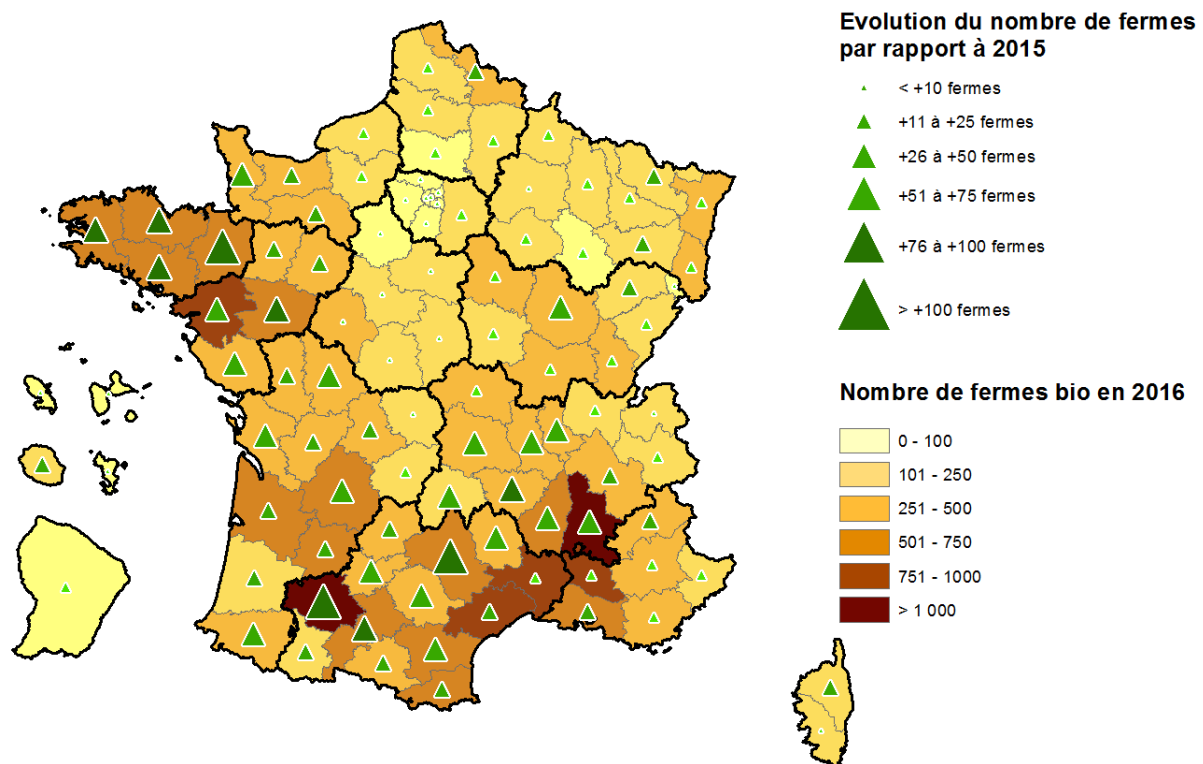 Evolution du nombre de fermes
par rapport à 2015
< +10 fermes
+11 à +25 fermes
+26 à +50 fermes
+51 à +75 fermes
+76 à +100 fermes
> +100 fermes
Nombre de fermes bio en 2016
0 - 100
101 - 250
251 - 500
501 - 750
751 - 1000
> 1 000